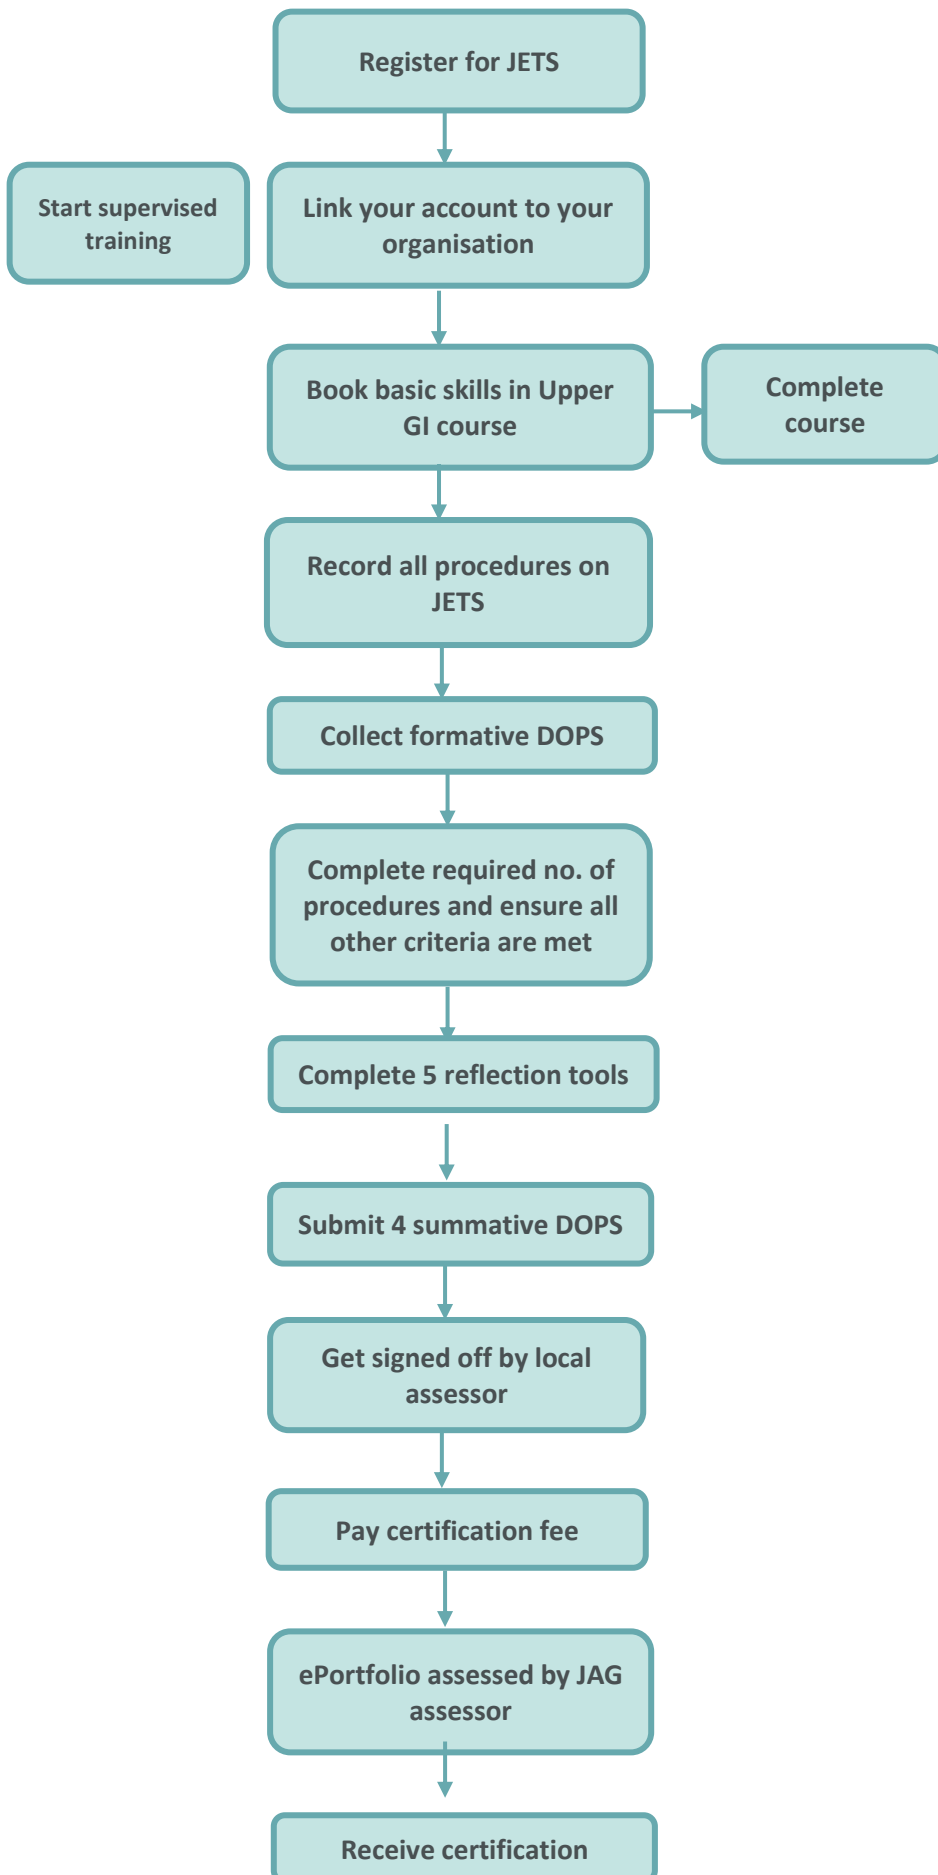 Register for JETS
Start supervised
training
Link your account to your
organisation
Book basic skills in Upper
GI course
Complete
course
Record all procedures on
JETS
Collect formative DOPS
Complete required no. of
procedures and ensure all
other criteria are met
Complete 5 reflection tools
Submit 4 summative DOPS
Get signed off by local
assessor
Pay certification fee
ePortfolio assessed by JAG
assessor
Receive certification